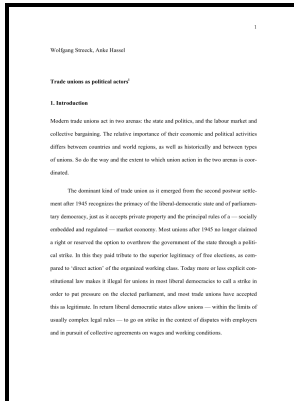 1
Wolfgang Streeck, Anke Hassel
Trade unions as political actors¹
1. Introduction
Modern trade unions act in two arenas: the state and politics, and the labour market and
collective bargaining. The relative importance of their economic and political activities
differs between countries and world regions, as well as historically and between types
of unions. So do the way and the extent to which union action in the two arenas is coor-
dinated.
The dominant kind of trade union as it emerged from the second postwar settle-
ment after 1945 recognizes the primacy of the liberal-democratic state and of parliamen-
tary democracy, just as it accepts private property and the principal rules of a — socially
embedded and regulated — market economy. Most unions after 1945 no longer claimed
a right or reserved the option to overthrow the government of the state through a politi-
cal strike. In this they paid tribute to the superior legitimacy of free elections, as com-
pared to ‘direct action’ of the organized working class. Today more or less explicit con-
stitutional law makes it illegal for unions in most liberal democracies to call a strike in
order to put pressure on the elected parliament, and most trade unions have accepted
this as legitimate. In return liberal democratic states allow unions — within the limits of
usually complex legal rules — to go on strike in the context of disputes with employers
and in pursuit of collective agreements on wages and working conditions.